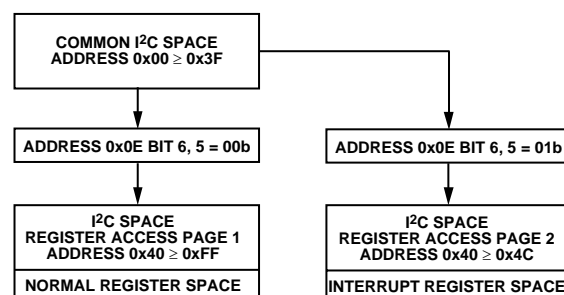 COMMON I²C SPACE
ADDRESS 0x00 ≥ 0x3F
ADDRESS 0x0E BIT 6, 5 = 00b
ADDRESS 0x0E BIT 6, 5 = 01b
I²C SPACE
REGISTER ACCESS PAGE 1
ADDRESS 0x40 ≥ 0xFF
NORMAL REGISTER SPACE
I²C SPACE
REGISTER ACCESS PAGE 2
ADDRESS 0x40 ≥ 0x4C
INTERRUPT REGISTER SPACE